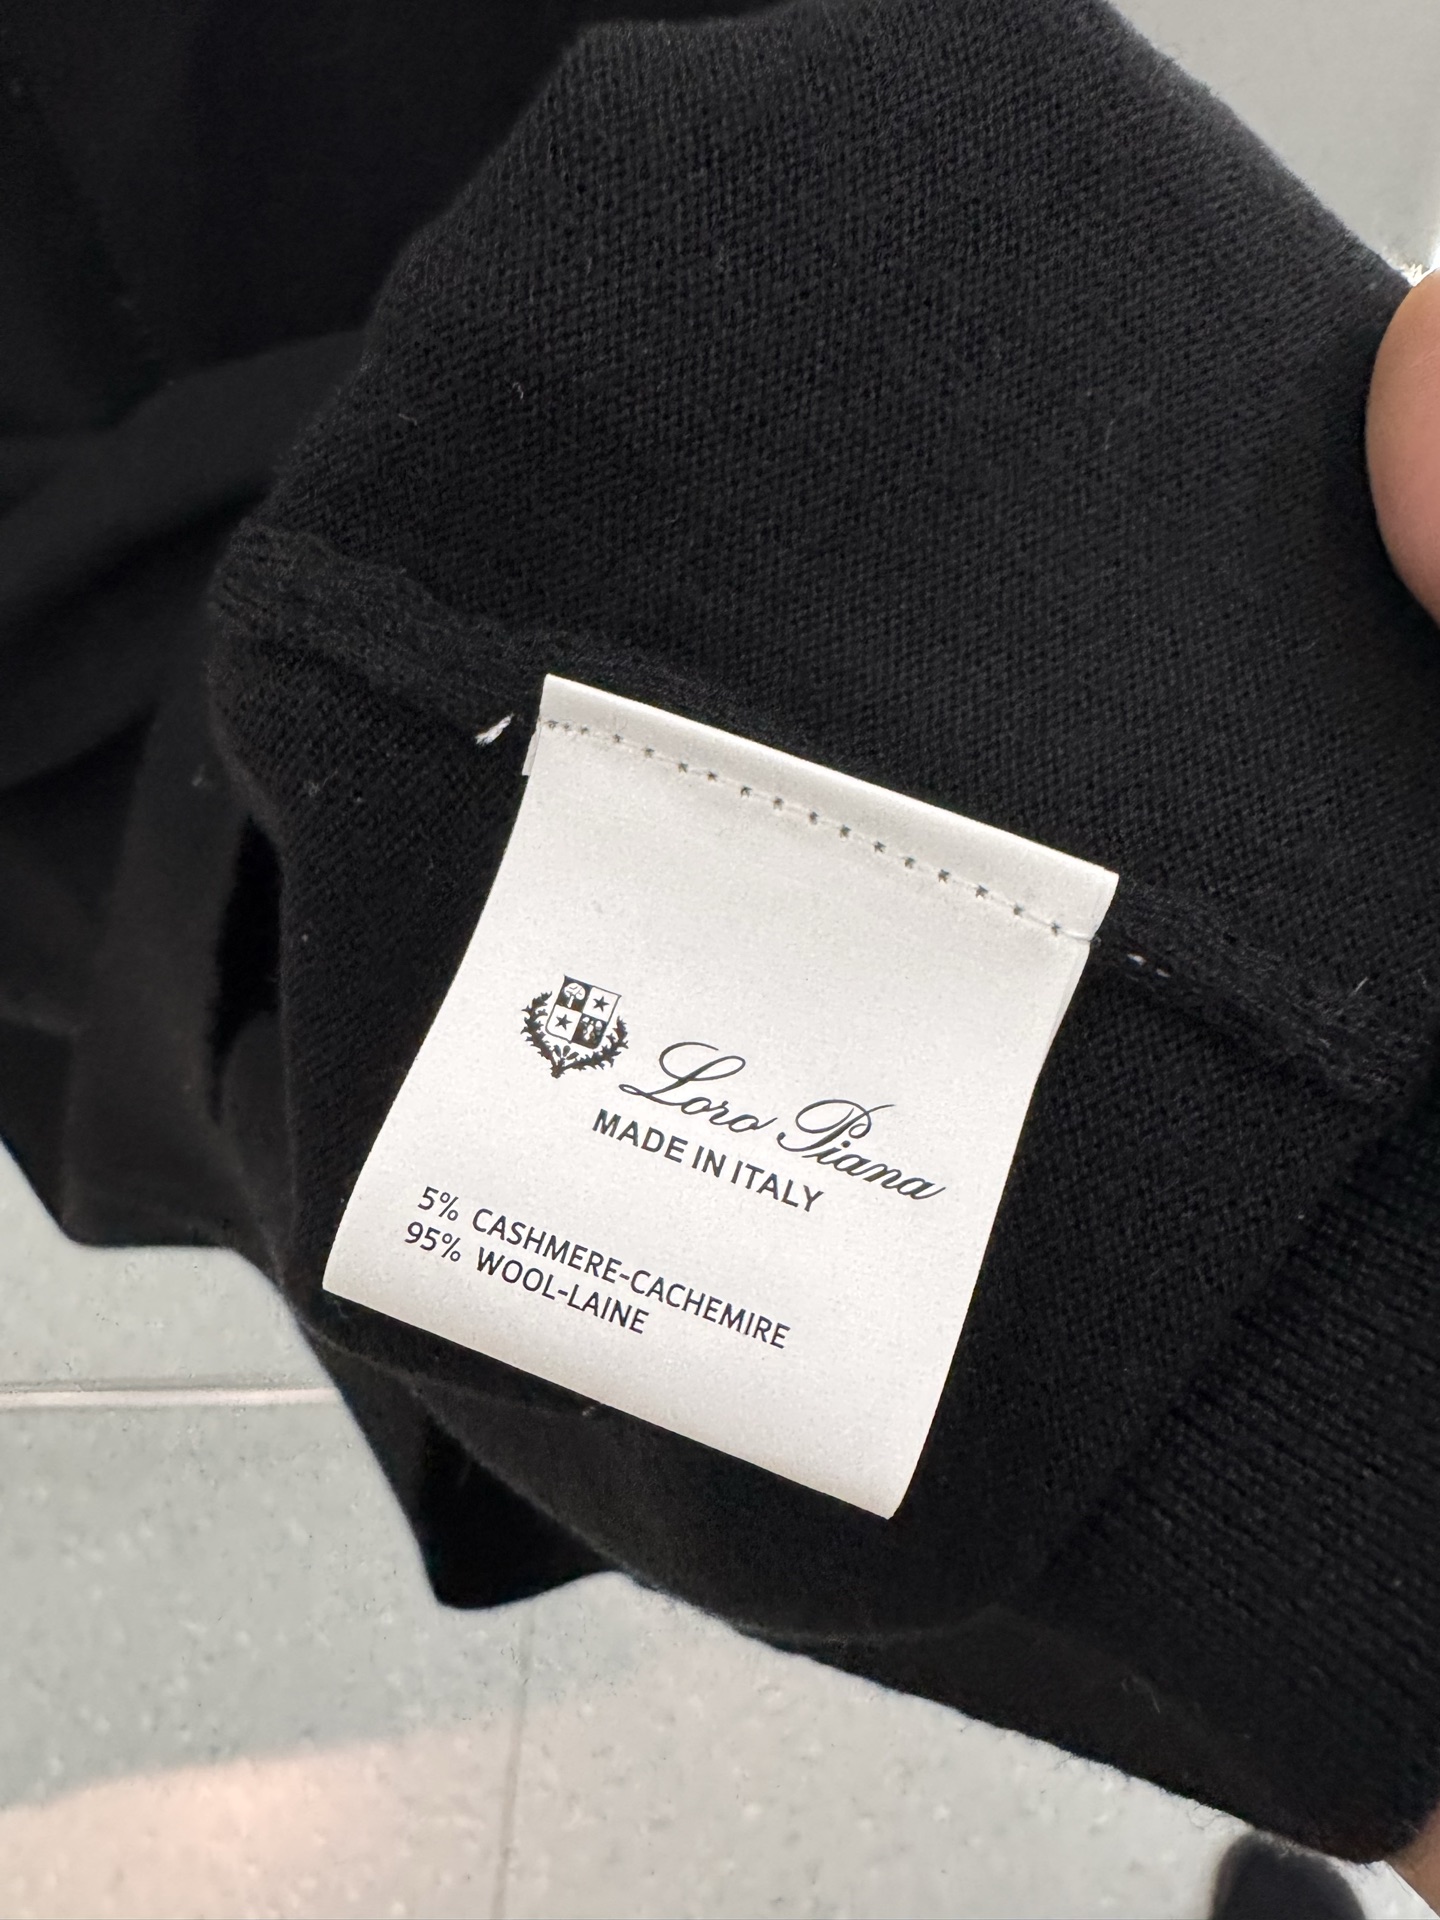 Loro Piana
MADE IN ITALY
5% CASHMERE-CACHEMIRE
95% WOOL-LAINE